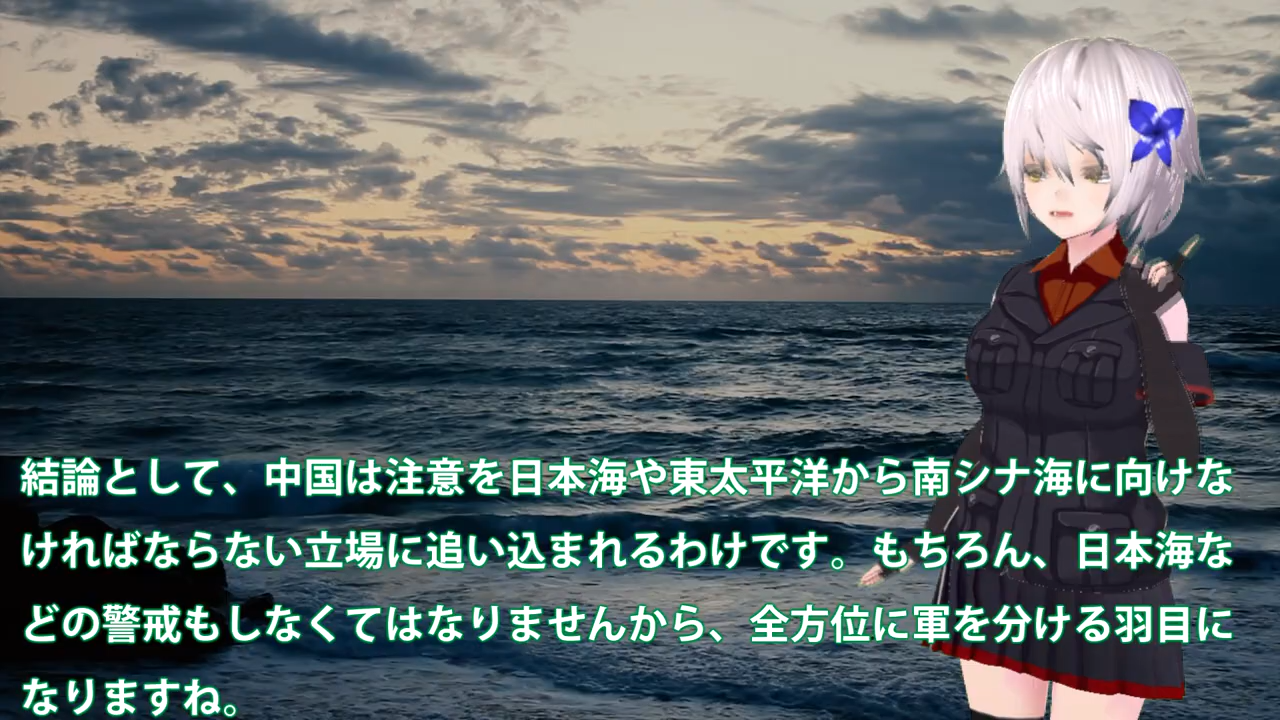 結論として、中国は注意を日本海や東太平洋から南シナ海に向けな
ければならない立場に追い込まれるわけです。もちろん、日本海な
どの警戒もしなくてはなりませんから、全方位に軍を分ける羽目に
なりますね。